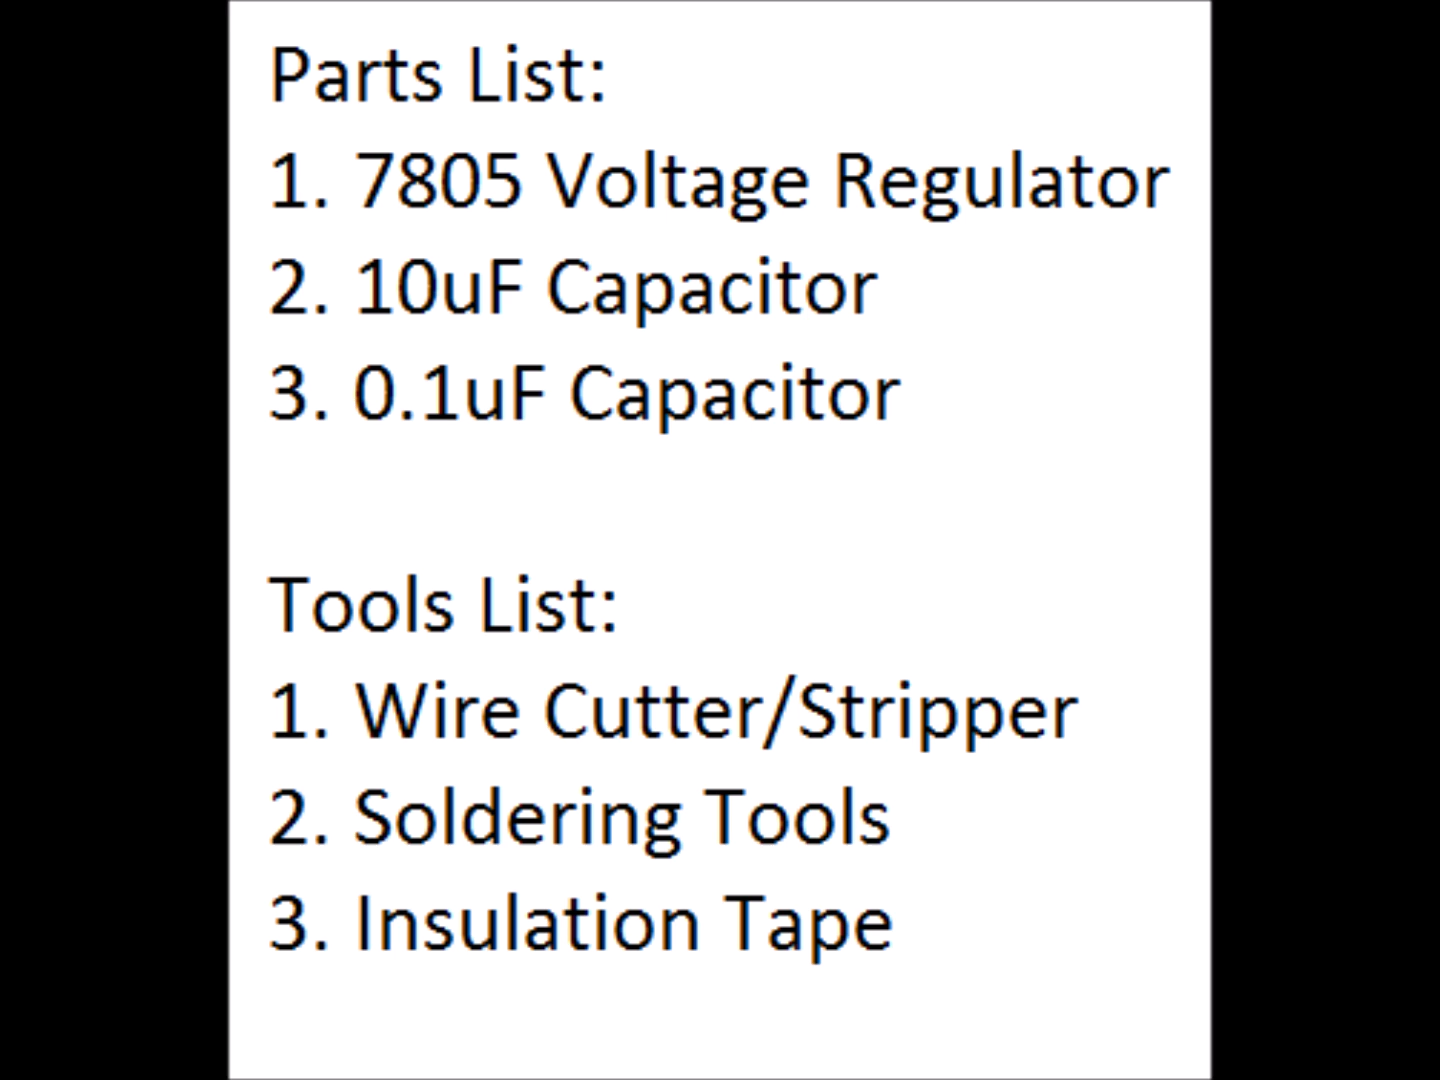 Parts List:
1. 7805 Voltage Regulator
2. 10uF Capacitor
3. 0.1uF Capacitor
Tools List:
1. Wire Cutter/Stripper
2. Soldering Tools
3. Insulation Tape